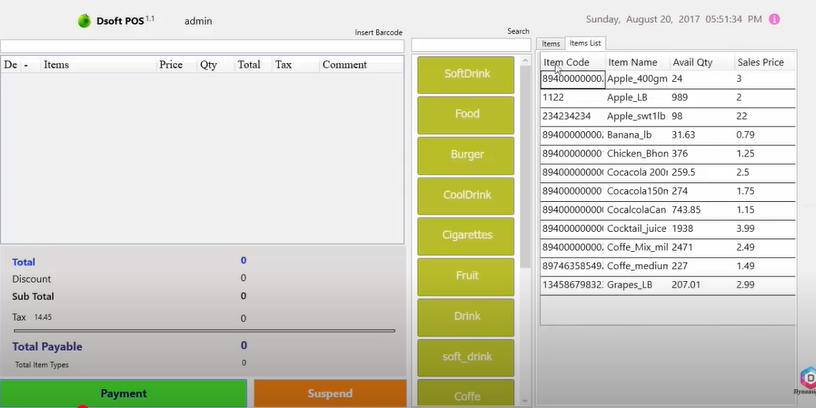 Dsoft POS 1.1 admin Sunday, August 20, 2017 05:51:34 PM
Insert Barcode
Search
Items Items List
De - Items Price Qty Total Tax Comment
SoftDrink
Food
Burger
CoolDrink
Cigarettes
Fruit
Drink
soft_drink
Coffe
Item Code Item Name Avail Qty Sales Price
89400000000. Apple_400gm 24 3
1122 Apple_LB 989 2
234234234 Apple_swt1lb 98 22
89400000000. Banana_lb 31.63 0.79
89400000000 Chicken_Bhon 376 1.25
89400000000 Cocacola 200 259.5 2.5
89400000000 Cocacola150 274 1.75
89400000000 CocalcolaCan 743.85 1.15
89400000000 Cocktail_juice 1938 3.99
89400000000. Coffe_Mix_mil 2471 2.49
89746358549. Coffe_medium 227 1.49
13458679832 Grapes_LB 207.01 2.99
Total 0
Discount 0
Sub Total 0
Tax 14.45 0
Total Payable 0
Total Item Types 0
Payment Suspend